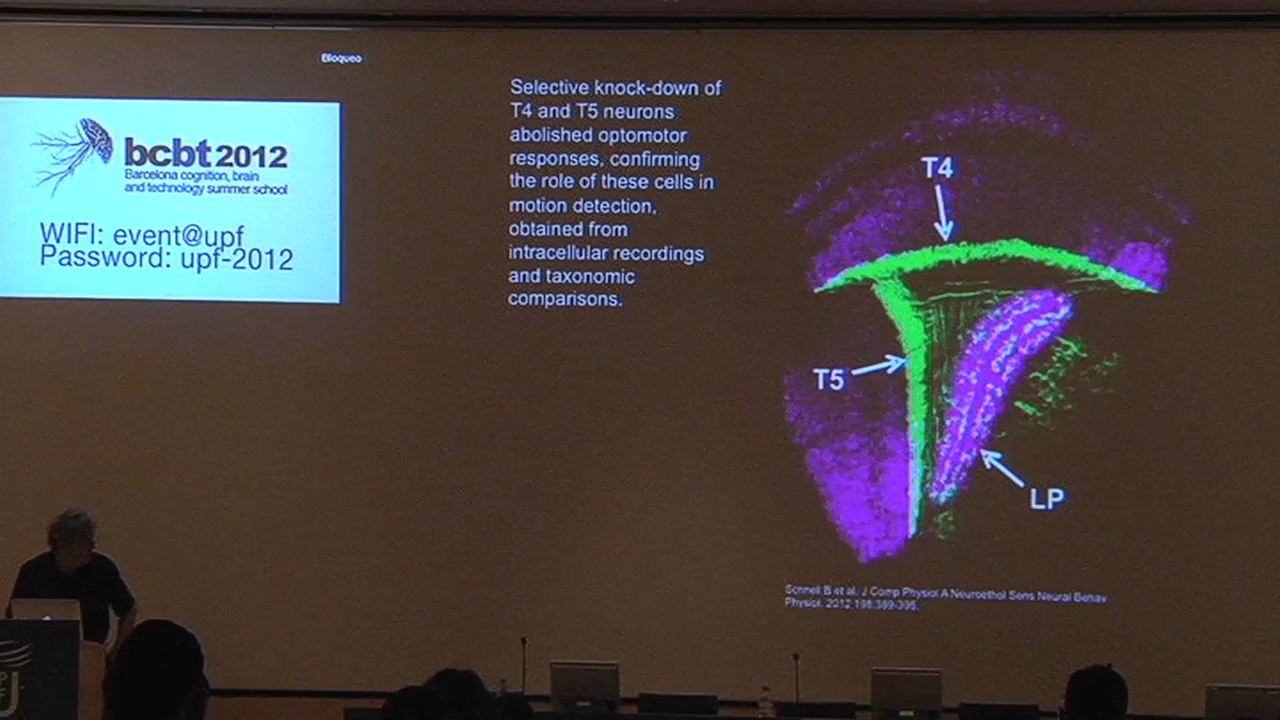 Bloqueo
bcbt 2012
Barcelona cognition, brain
and technology summer school
WIFI: event@upf
Password: upf-2012
Selective knock-down of
T4 and T5 neurons
abolished optomotor
responses, confirming
the role of these cells in
motion detection,
obtained from
intracellular recordings
and taxonomic
comparisons.
T4
T5
LP
Schnell B et al. J Comp Physiol A Neuroethol Sens Neural Behav
Physiol. 2012 198:389-395.